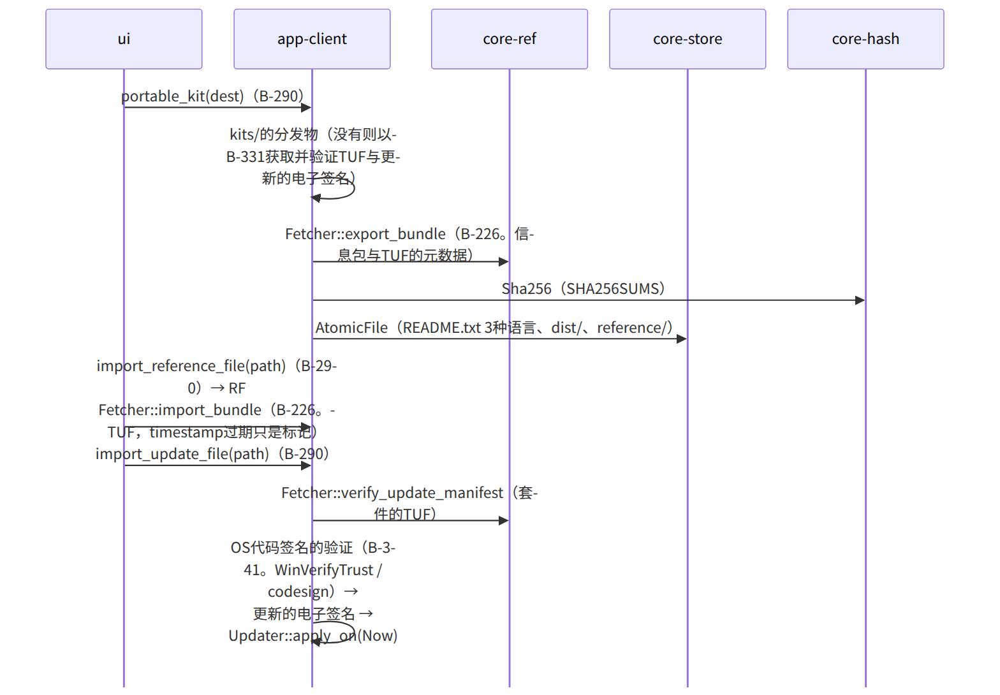 ui
app-client
core-ref
core-store
core-hash
portable_kit(dest)（B-290）
kits/的分发物（没有则以-
B-331获取并验证TUF与更-
新的电子签名）
Fetcher::export_bundle（B-226。信-
息包与TUF的元数据）
Sha256（SHA256SUMS）
AtomicFile（README.txt 3种语言、dist/、reference/）
import_reference_file(path)（B-29-
0）→ RF
Fetcher::import_bundle（B-226。-
TUF，timestamp过期只是标记）
import_update_file(path)（B-290）
Fetcher::verify_update_manifest（套-
件的TUF）
OS代码签名的验证（B-3-
41。WinVerifyTrust /
codesign）→
更新的电子签名 →
Updater::apply_on(Now)